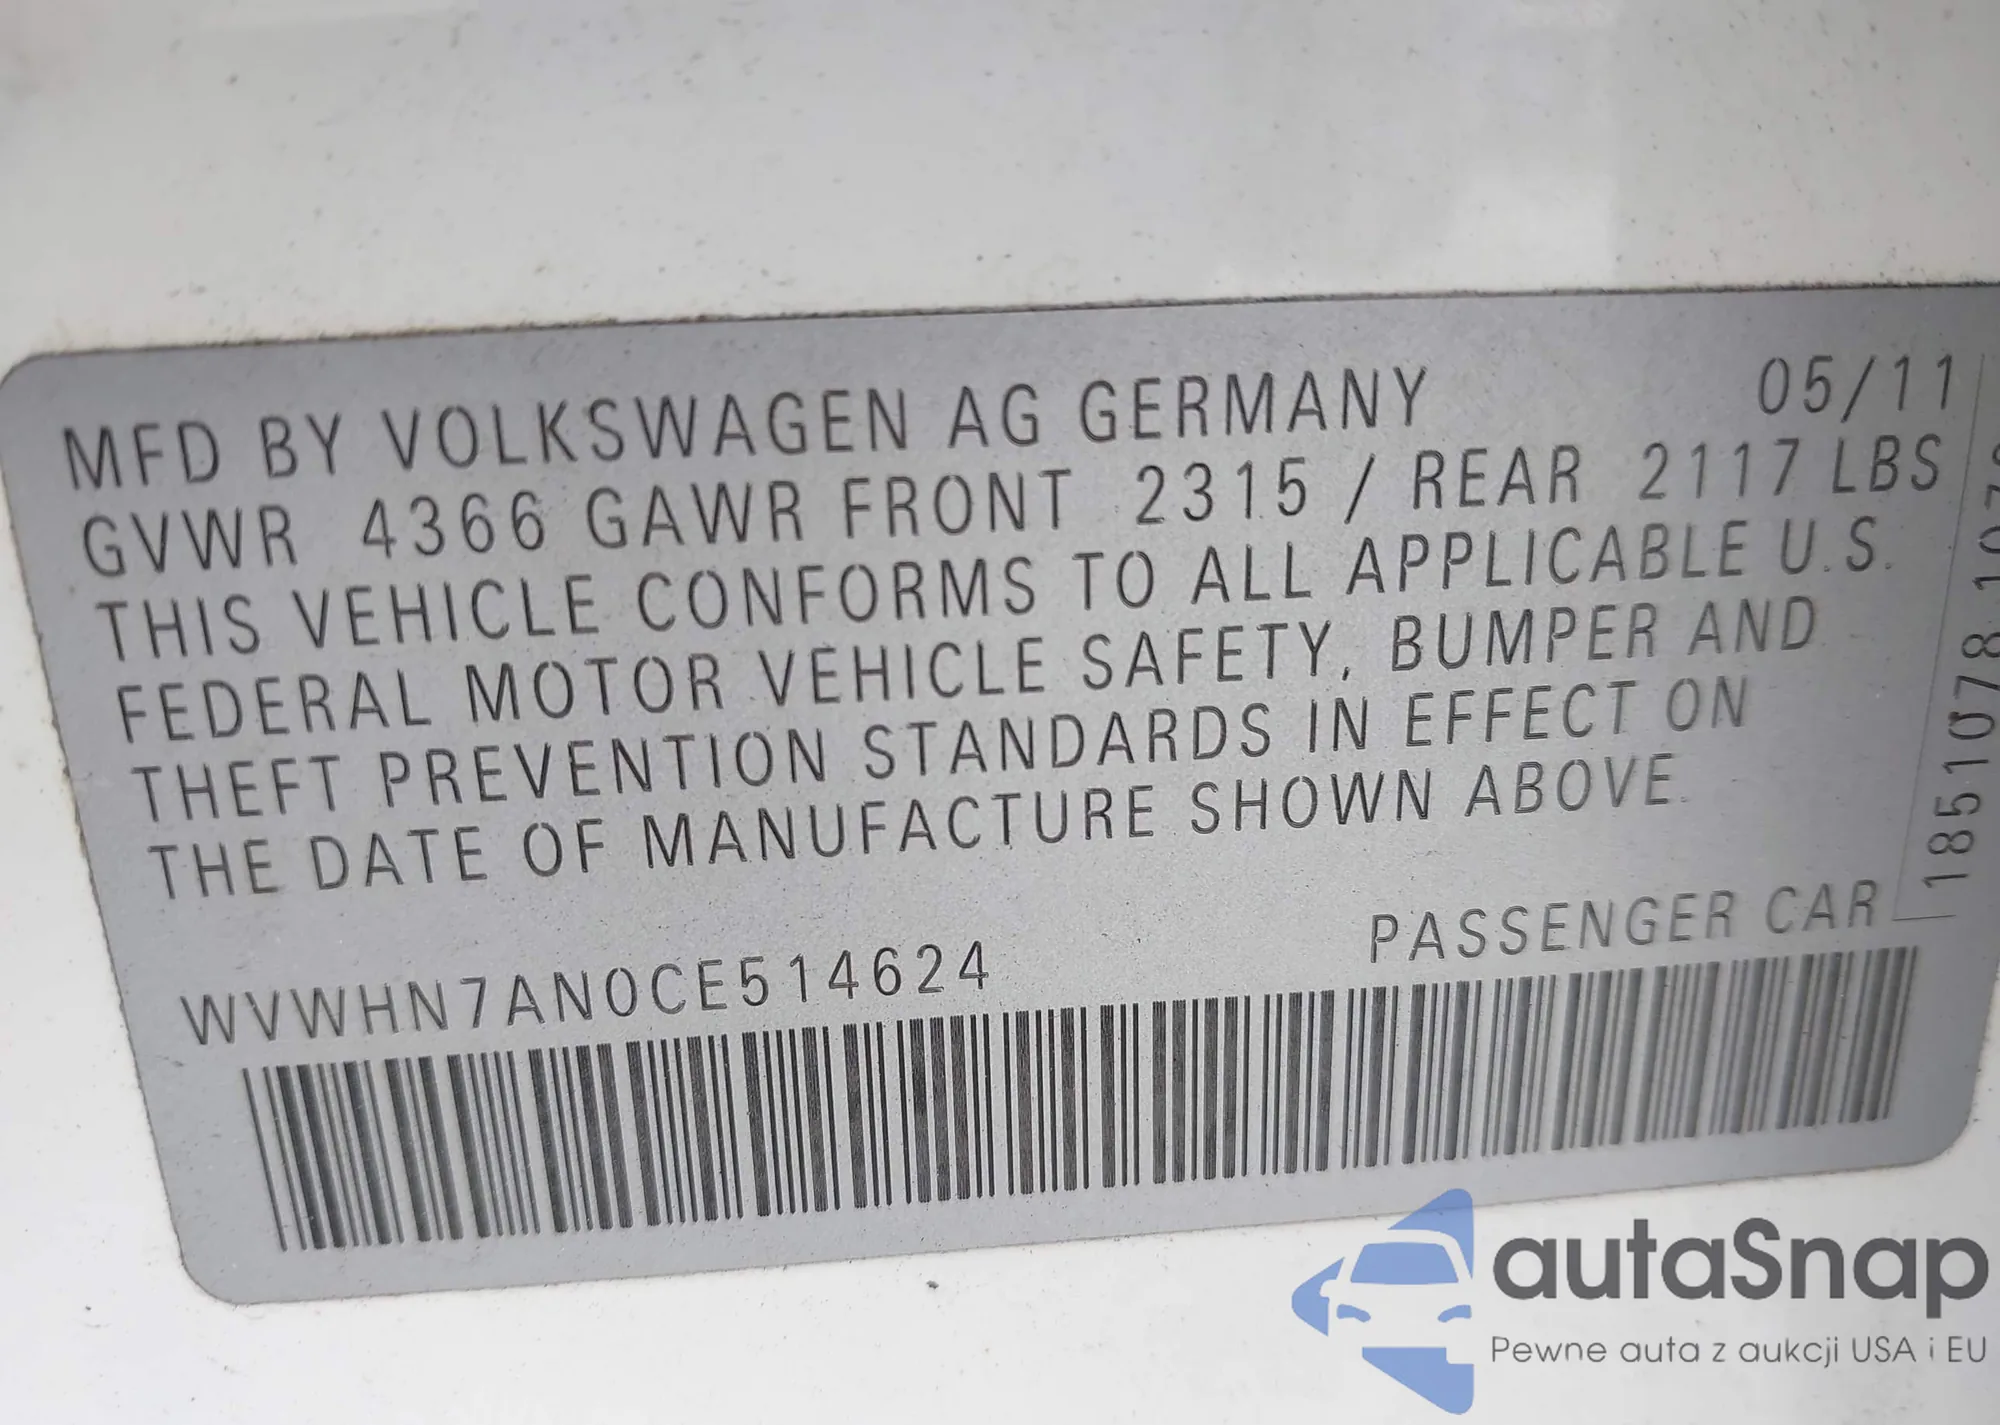 MFD BY VOLKSWAGEN AG GERMANY 05/11
GVWR 4366 GAWR FRONT 2315 / REAR 2117 LBS
THIS VEHICLE CONFORMS TO ALL APPLICABLE U.S.
FEDERAL MOTOR VEHICLE SAFETY, BUMPER AND
THEFT PREVENTION STANDARDS IN EFFECT ON
THE DATE OF MANUFACTURE SHOWN ABOVE.
PASSENGER CAR
WVWHN7AN0CE514624
1851078
autaSnap
Pewne auta z aukcji USA i EU